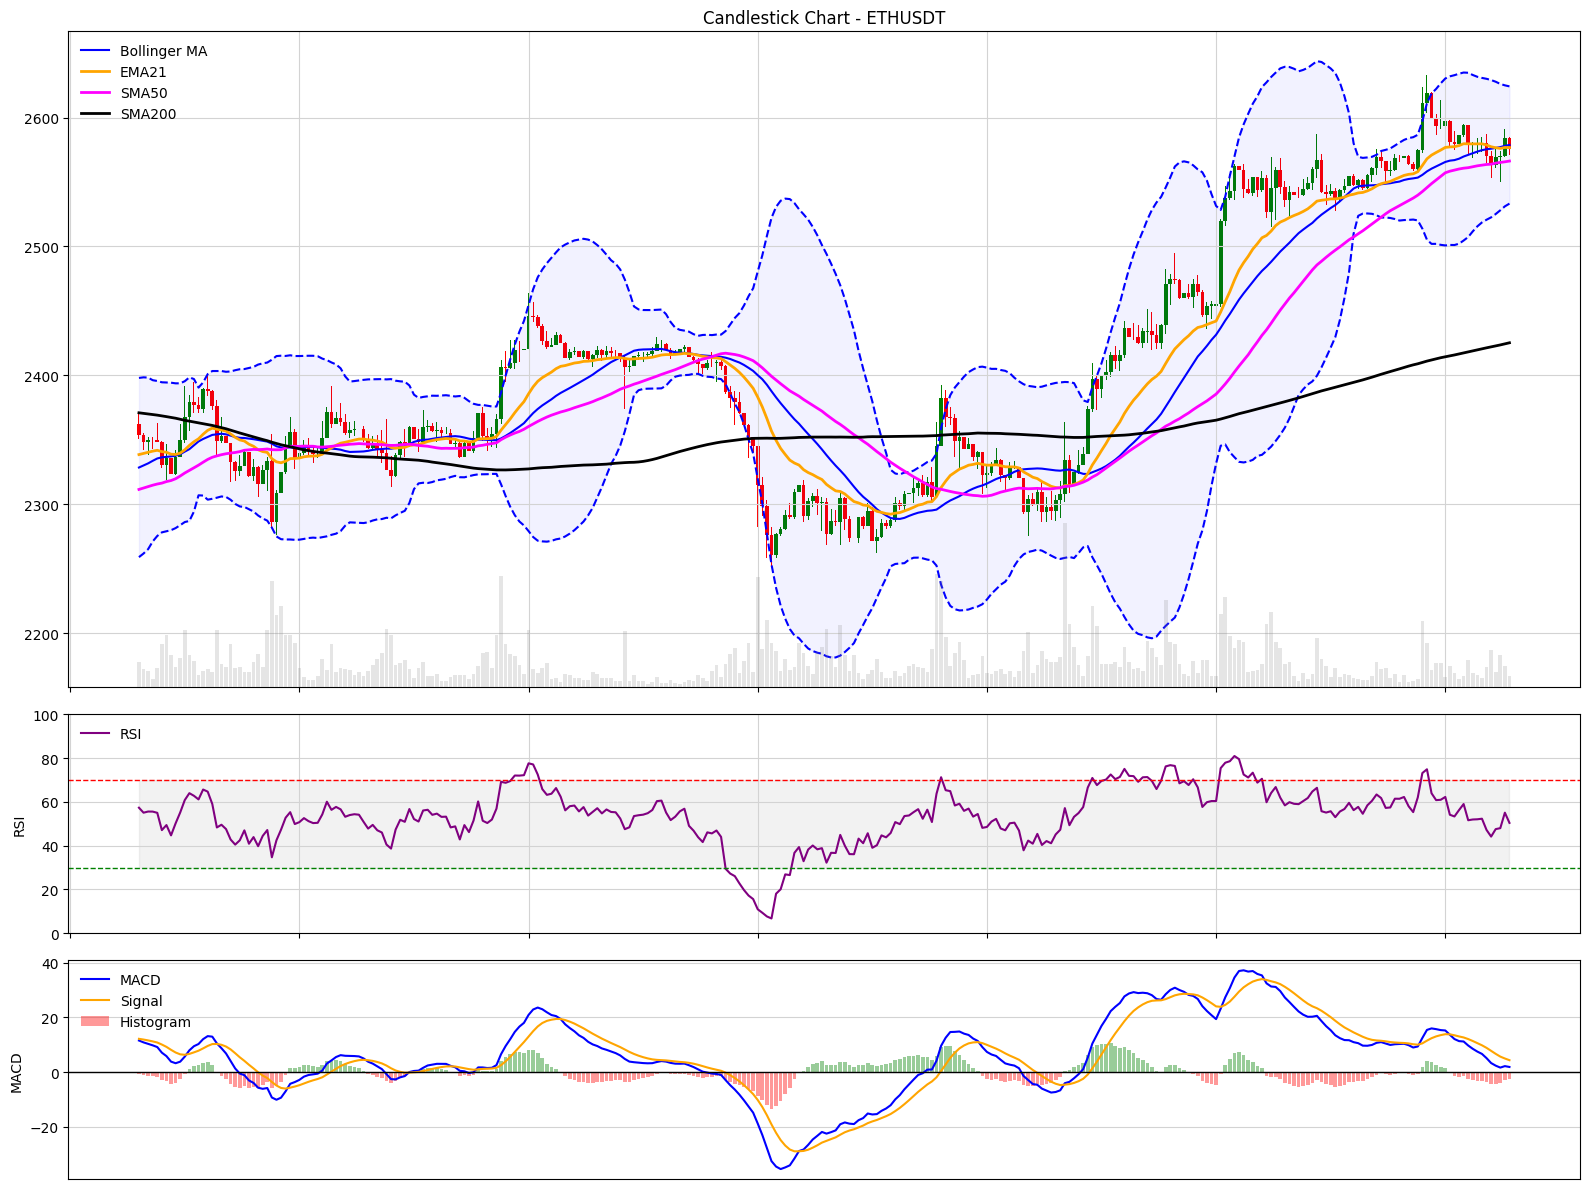 Candlestick Chart - ETHUSDT
Bollinger MA
EMA21
SMA50
SMA200
2600
2500
2400
2300
2200
100
80
60
40
20
0
RSI
RSI
40
20
0
−20
MACD
MACD
Signal
Histogram